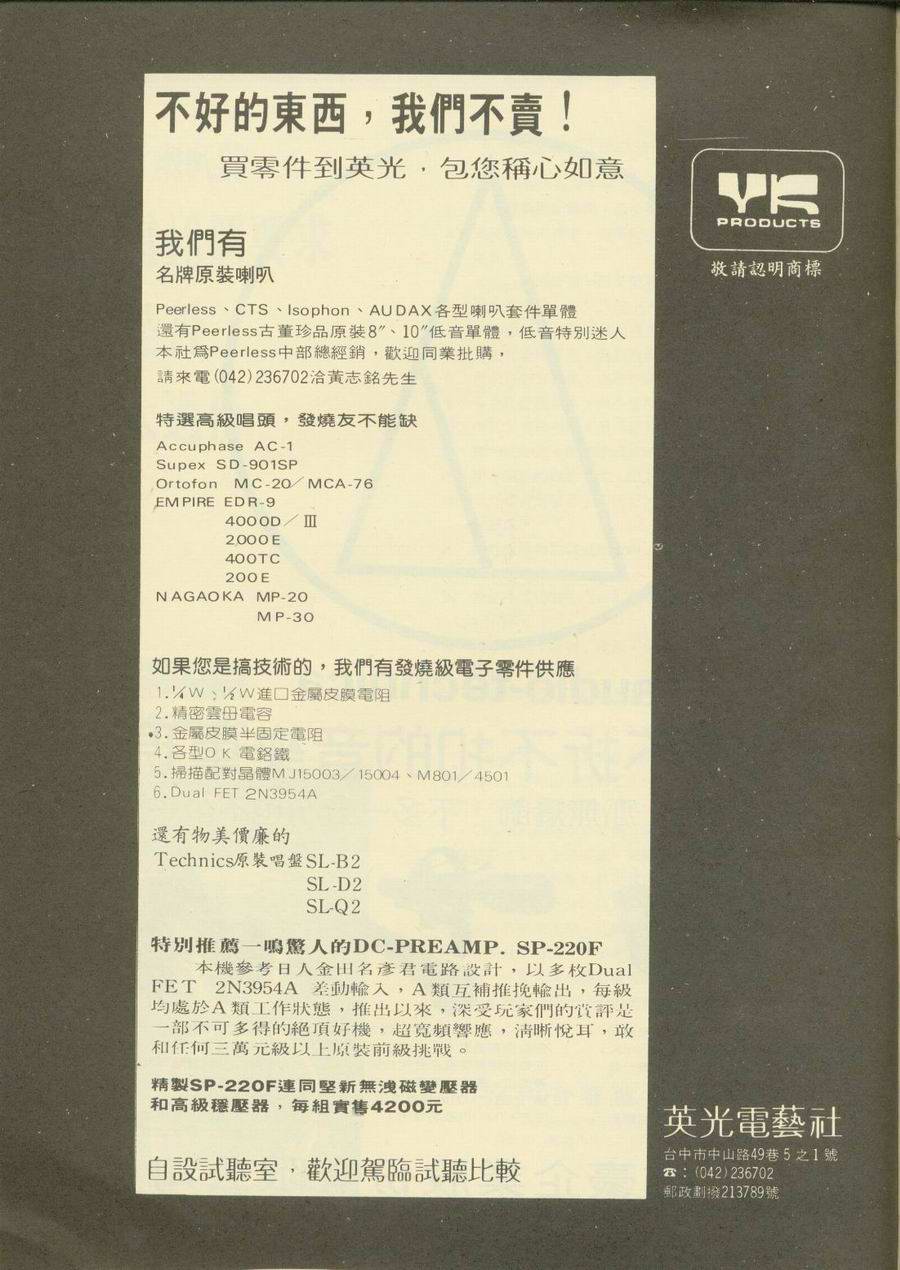 不好的東西，我們不賣！
買零件到英光，包您稱心如意
我們有
名牌原裝喇叭
Peerless、CTS、Isophon、AUDAX各型喇叭套件單體
還有Peerless古董珍品原裝8″、10″低音單體，低音特別迷人
本社爲Peerless中部總經銷，歡迎同業批購，
請來電(042)236702洽黃志銘先生
特選高級唱頭，發燒友不能缺
Accuphase AC-1
Supex SD-901SP
Ortofon MC-20／MCA-76
EMPIRE EDR-9
4000D／Ⅲ
2000E
400TC
200E
NAGAOKA MP-20
MP-30
如果您是搞技術的，我們有發燒級電子零件供應
1.¼W、½W進口金屬皮膜電阻
2.精密雲母電容
3.金屬皮膜半固定電阻
4.各型OK電鉻鐵
5.掃描配對晶體MJ15003／15004、M801／4501
6.Dual FET 2N3954A
還有物美價廉的
Technics原裝唱盤SL-B2
SL-D2
SL-Q2
特別推薦一鳴驚人的DC-PREAMP. SP-220F
本機參考日人金田名彥君電路設計，以多枚Dual
FET 2N3954A 差動輸入，A類互補推挽輸出，每級
均處於A類工作狀態，推出以來，深受玩家們的賞評是
一部不可多得的絕頂好機，超寬頻響應，清晰悅耳，敢
和任何三萬元級以上原裝前級挑戰。
精製SP-220F連同堅新無洩磁變壓器
和高級穩壓器，每組實售4200元
自設試聽室，歡迎駕臨試聽比較
YK
PRODUCTS
敬請認明商標
英光電藝社
台中市中山路49巷5之1號
☎：(042)236702
郵政劃撥213789號